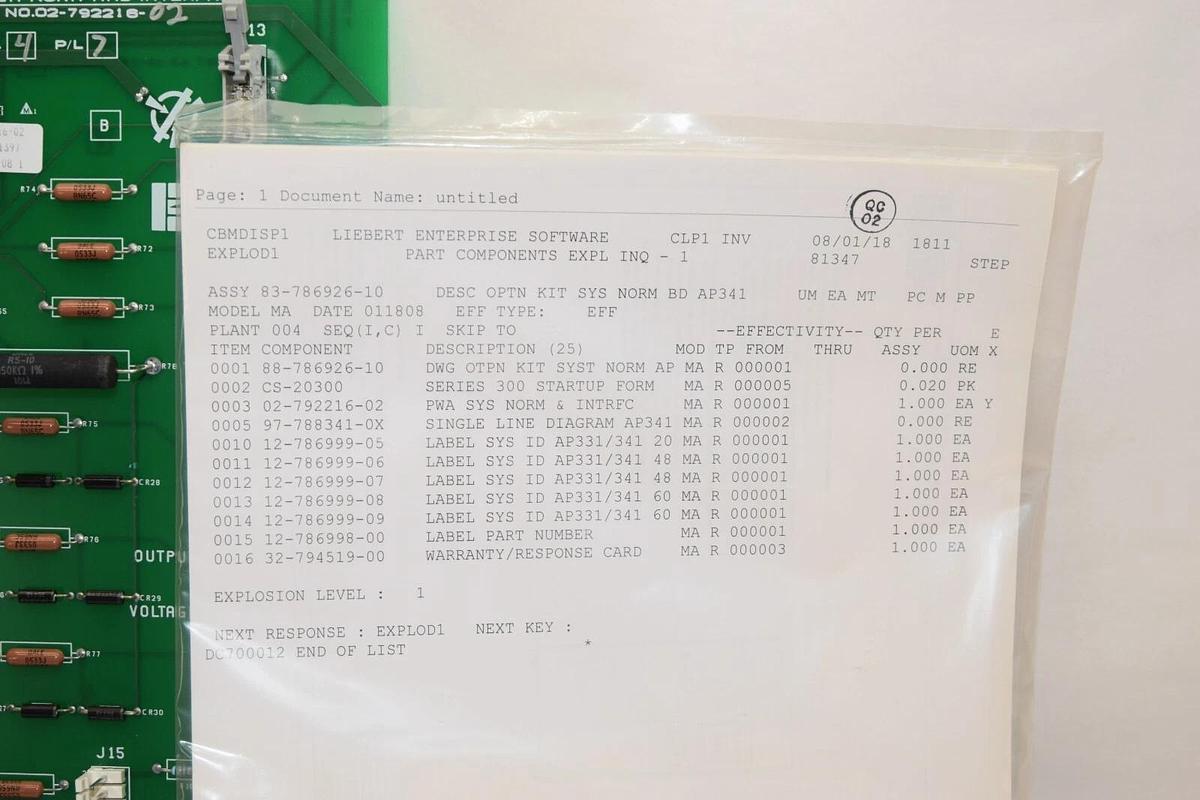 NO.02-792216-02
4 P/L 7
13
B
R74
R72
R73
RS-10
R78
R75
CR28
R76
OUTPU
CR29
VOLTAG
R77
CR30
J15
Page: 1 Document Name: untitled
QC
02
CBMDISP1 LIEBERT ENTERPRISE SOFTWARE CLP1 INV 08/01/18 1811
EXPLOD1 PART COMPONENTS EXPL INQ - 1 81347 STEP
ASSY 83-786926-10 DESC OPTN KIT SYS NORM BD AP341 UM EA MT PC M PP
MODEL MA DATE 011808 EFF TYPE: EFF
PLANT 004 SEQ(I,C) I SKIP TO --EFFECTIVITY-- QTY PER E
ITEM COMPONENT DESCRIPTION (25) MOD TP FROM THRU ASSY UOM X
0001 88-786926-10 DWG OTPN KIT SYST NORM AP MA R 000001 0.000 RE
0002 CS-20300 SERIES 300 STARTUP FORM MA R 000005 0.020 PK
0003 02-792216-02 PWA SYS NORM & INTRFC MA R 000001 1.000 EA Y
0005 97-788341-0X SINGLE LINE DIAGRAM AP341 MA R 000002 0.000 RE
0010 12-786999-05 LABEL SYS ID AP331/341 20 MA R 000001 1.000 EA
0011 12-786999-06 LABEL SYS ID AP331/341 48 MA R 000001 1.000 EA
0012 12-786999-07 LABEL SYS ID AP331/341 48 MA R 000001 1.000 EA
0013 12-786999-08 LABEL SYS ID AP331/341 60 MA R 000001 1.000 EA
0014 12-786999-09 LABEL SYS ID AP331/341 60 MA R 000001 1.000 EA
0015 12-786998-00 LABEL PART NUMBER MA R 000001 1.000 EA
0016 32-794519-00 WARRANTY/RESPONSE CARD MA R 000003 1.000 EA
EXPLOSION LEVEL : 1
NEXT RESPONSE : EXPLOD1 NEXT KEY :
DC700012 END OF LIST *